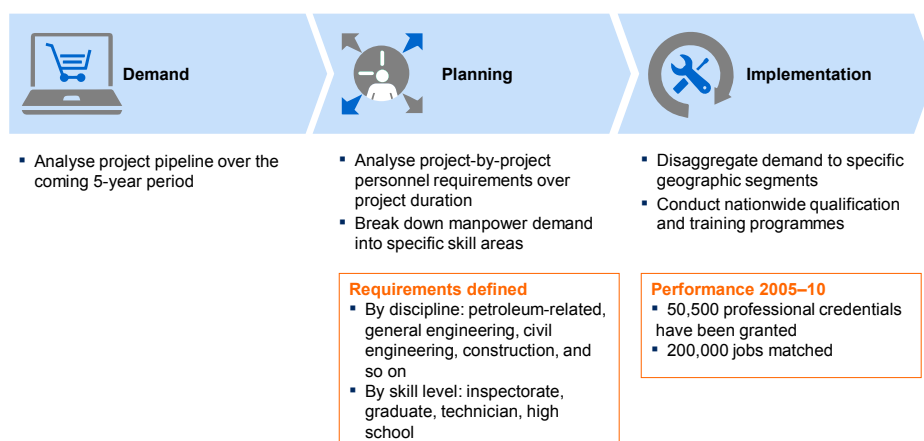 Demand
Planning
Implementation
▪ Analyse project pipeline over the
coming 5-year period
▪ Analyse project-by-project
personnel requirements over
project duration
▪ Break down manpower demand
into specific skill areas
Requirements defined
▪ By discipline: petroleum-related,
general engineering, civil
engineering, construction, and
so on
▪ By skill level: inspectorate,
graduate, technician, high
school
▪ Disaggregate demand to specific
geographic segments
▪ Conduct nationwide qualification
and training programmes
Performance 2005–10
▪ 50,500 professional credentials
have been granted
▪ 200,000 jobs matched